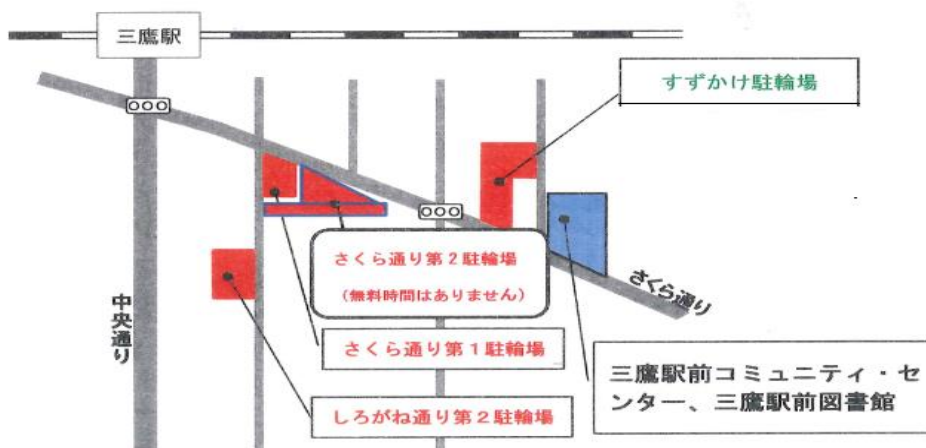 三鷹駅
すずかけ駐輪場
さくら通り第2駐輪場
(無料時間はありません)
さくら通り
中央通り
さくら通り第1駐輪場
三鷹駅前コミュニティ・セ
ンター、三鷹駅前図書館
しろがね通り第2駐輪場